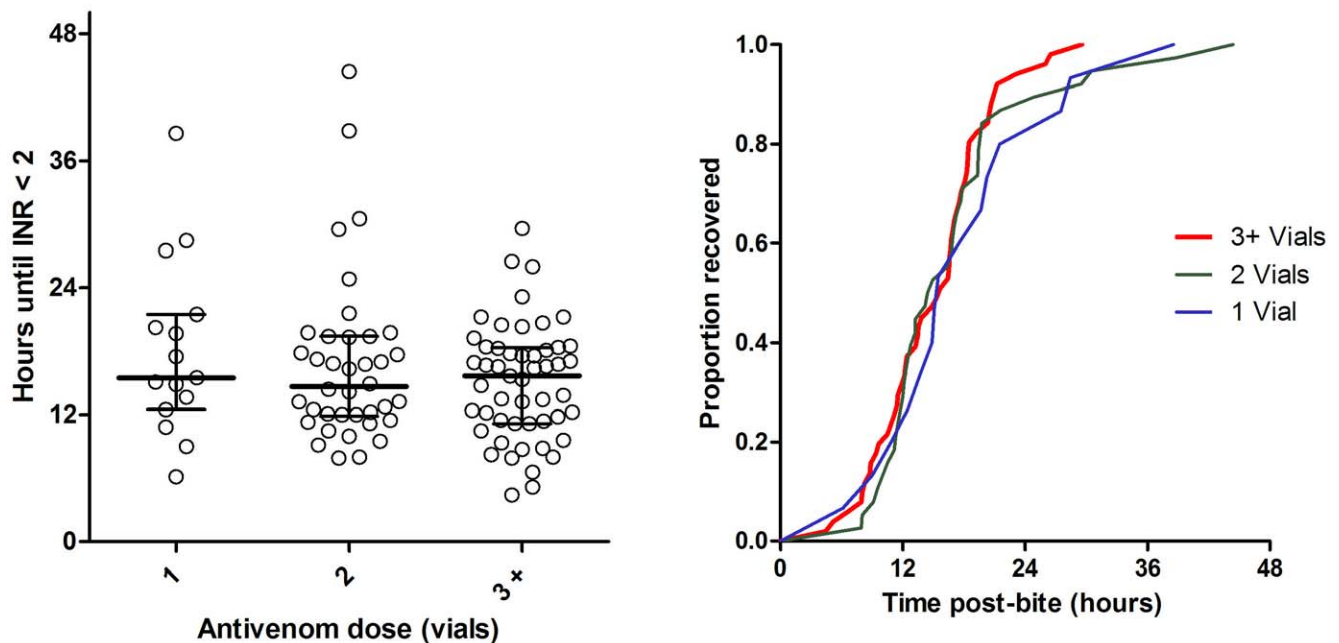 Hours until INR < 2
48
36
24
12
0
1
2
3 +
Antivenom dose (vials)
Proportion recovered
1.0
0.8
0.6
0.4
0.2
0.0
0
12
24
36
48
Time post-bite (hours)
3+ Vials
2 Vials
1 Vial